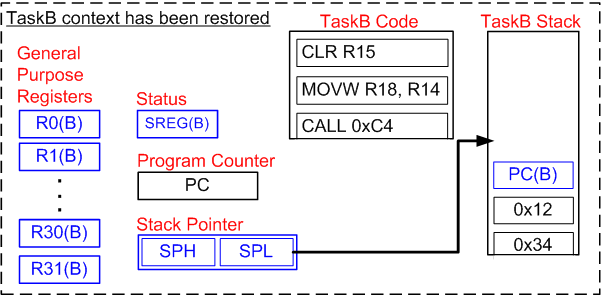 TaskB context has been restored
TaskB Code
TaskB Stack
General
Purpose
Registers
R0(B)
R1(B)
R30(B)
R31(B)
Status
SREG(B)
Program Counter
PC
Stack Pointer
SPH
SPL
CLR R15
MOVW R18, R14
CALL 0xC4
PC(B)
0x12
0x34